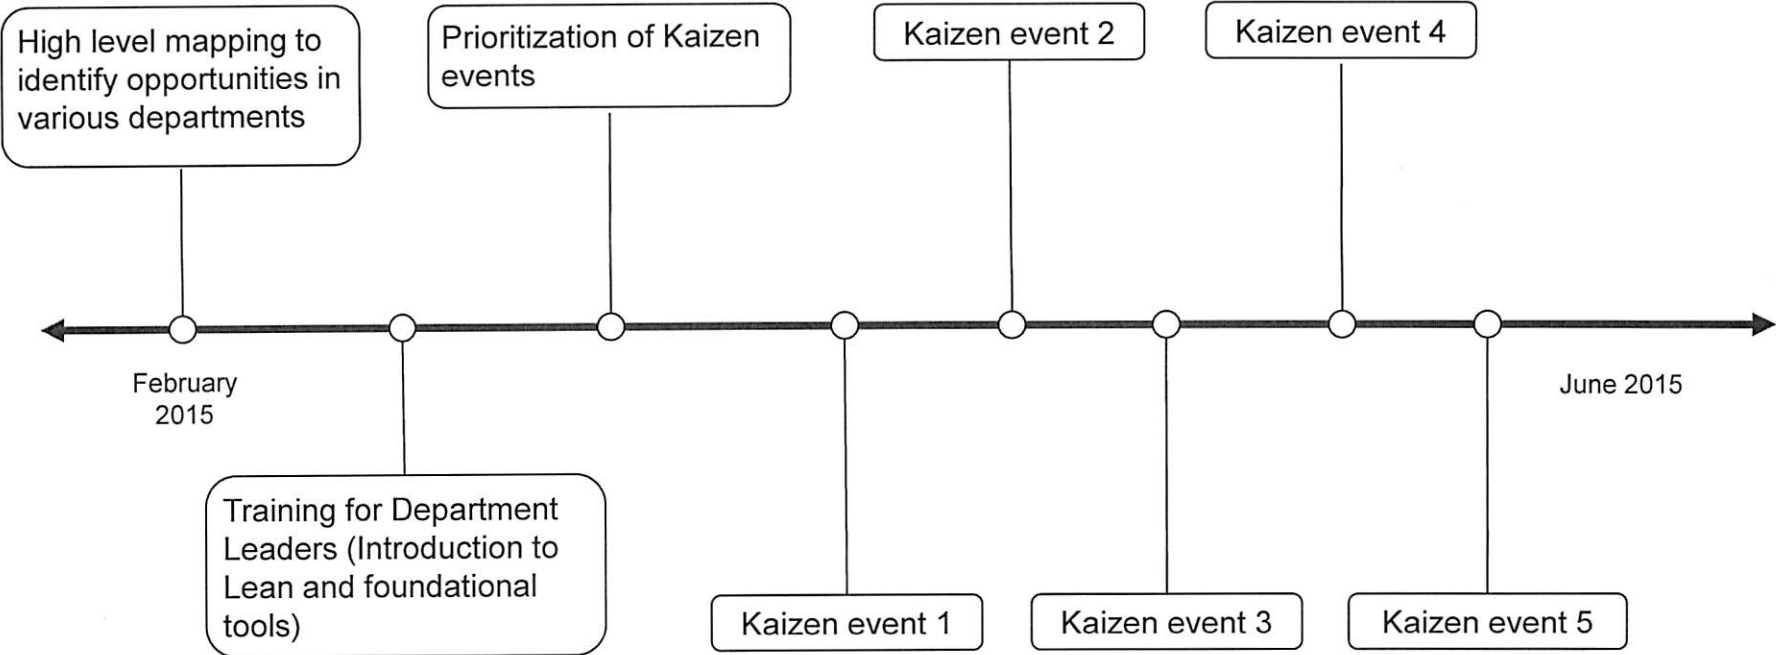 High level mapping to
identify opportunities in
various departments
Prioritization of Kaizen
events
Kaizen event 2
Kaizen event 4
February
2015
June 2015
Training for Department
Leaders (Introduction to
Lean and foundational
tools)
Kaizen event 1
Kaizen event 3
Kaizen event 5